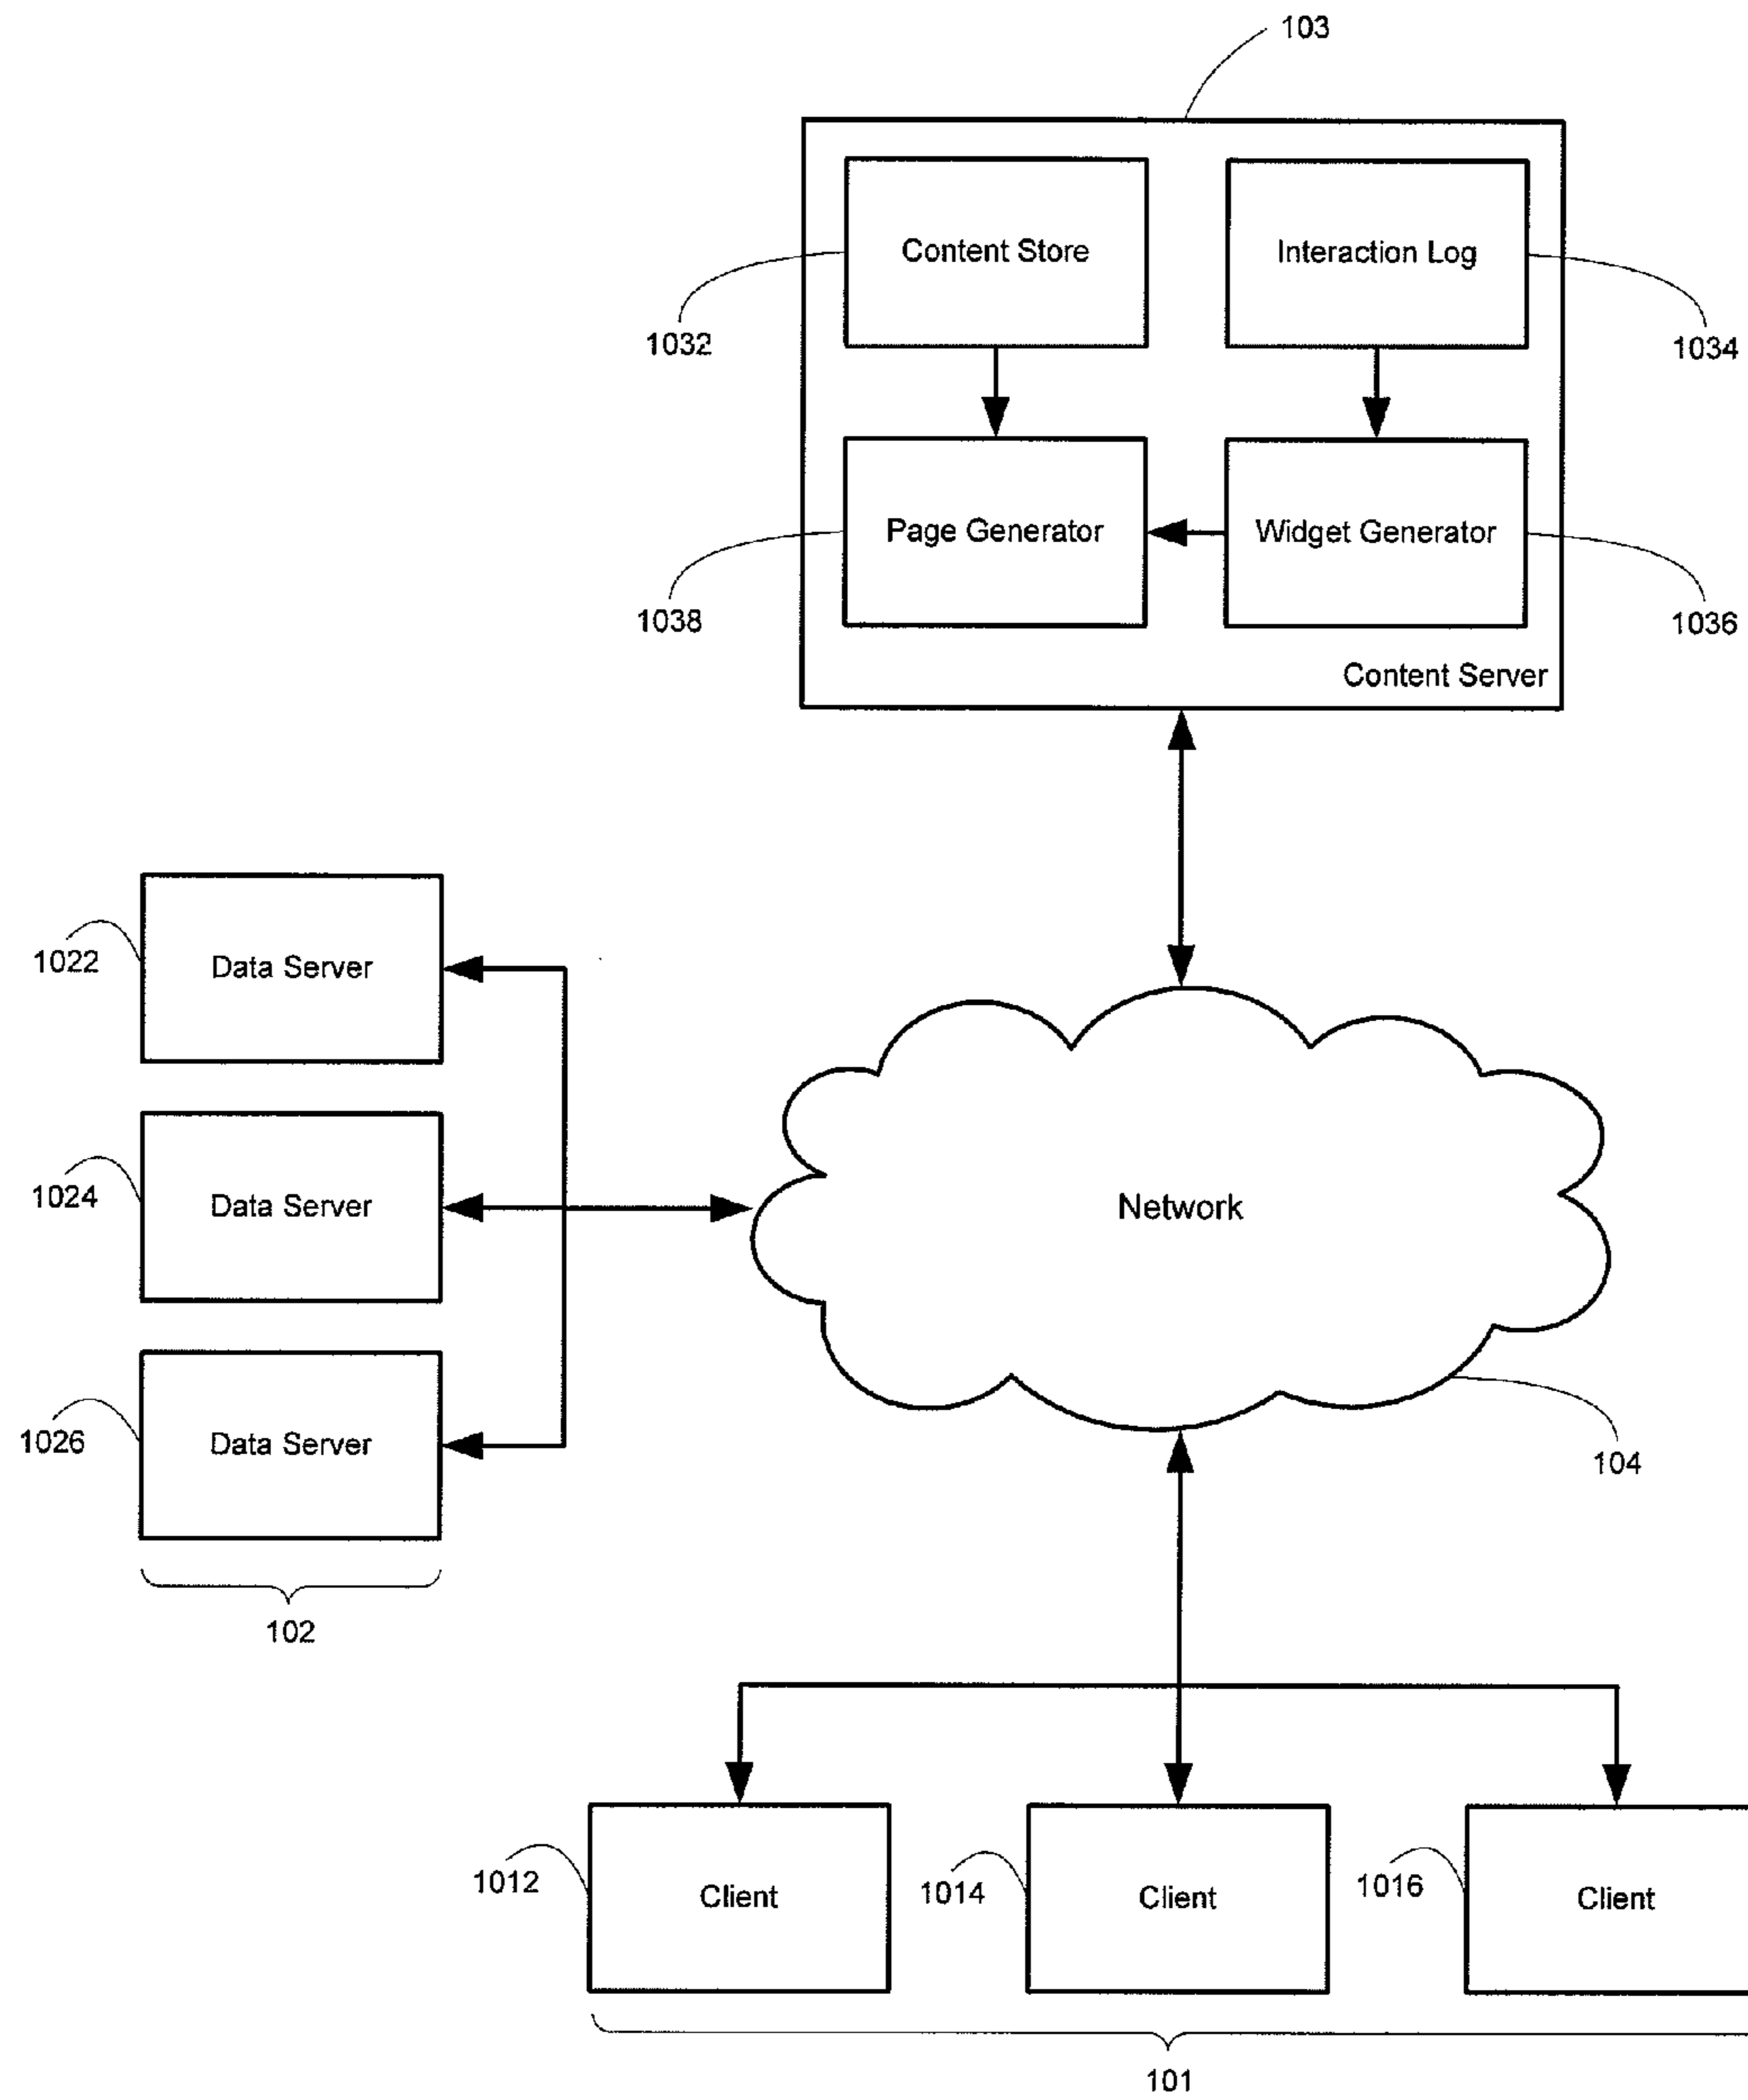 103
Content Store
Interaction Log
1032
1034
Page Generator
Widget Generator
1038
1036
Content Server
1022
Data Server
1024
Data Server
Network
1026
Data Server
104
102
1012
Client
1014
Client
1016
Client
101